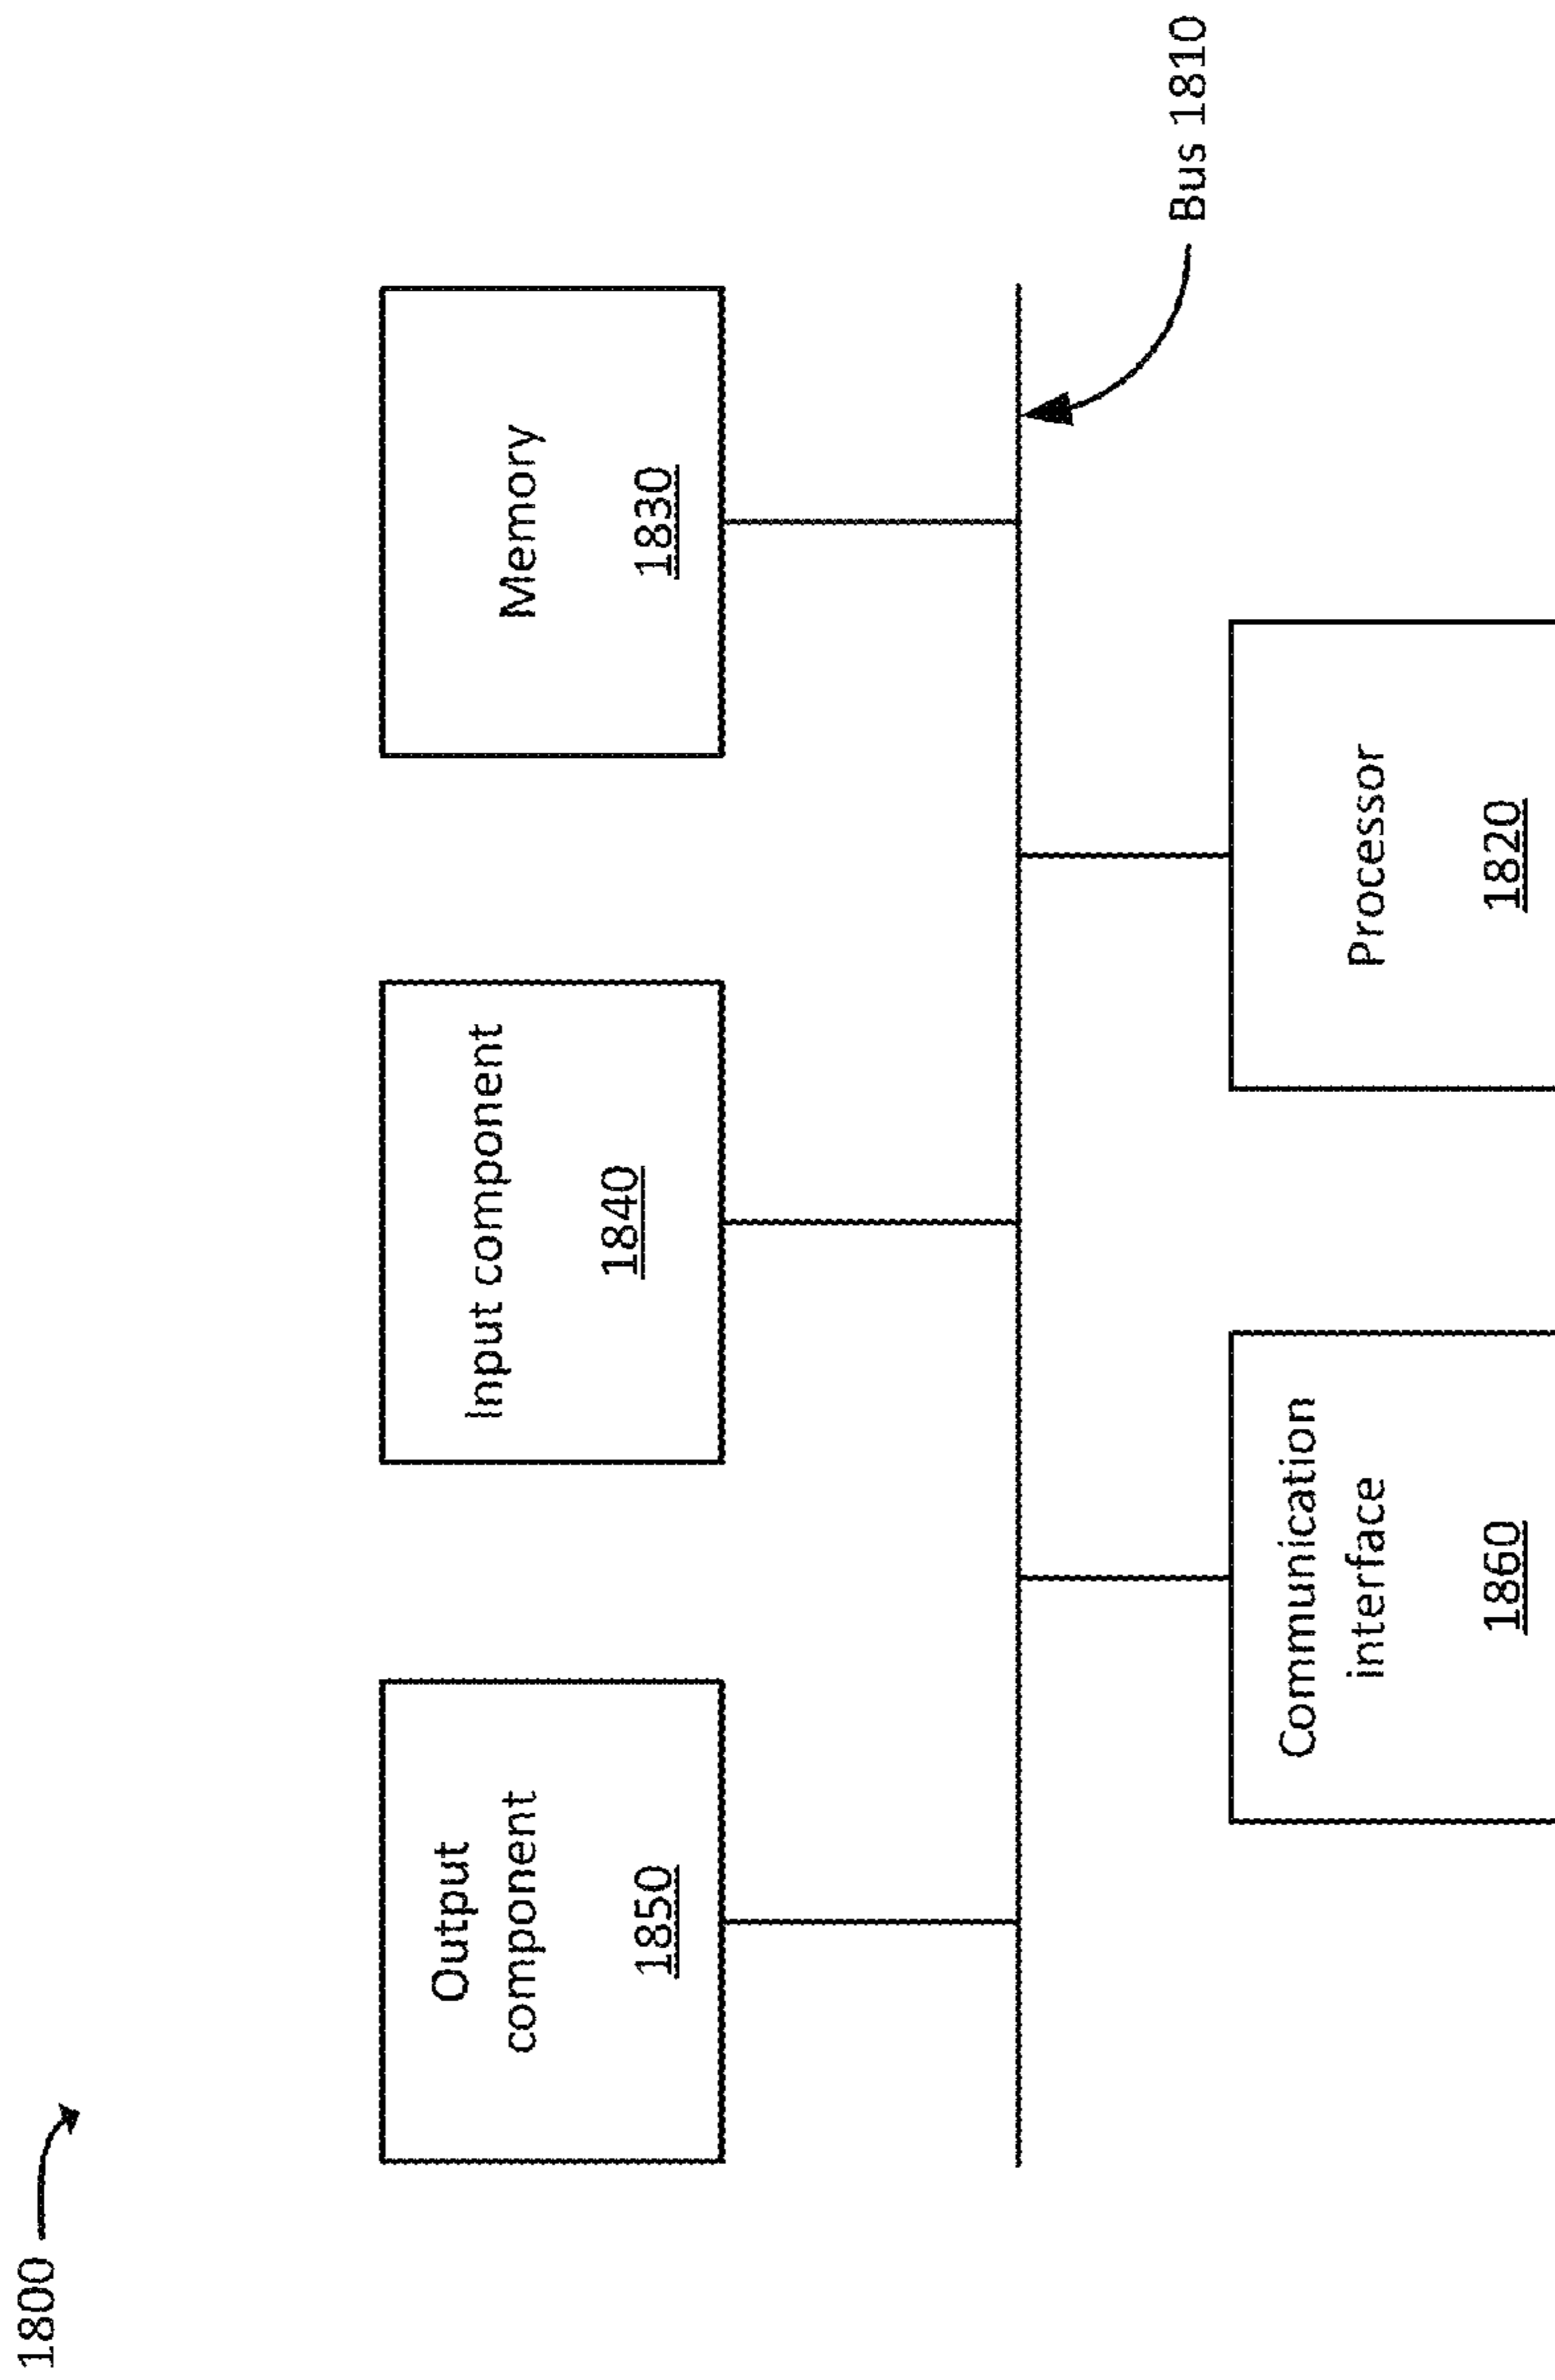 1800
Output
component
1850
Input component
1840
Memory
1830
Bus 1810
Communication
interface
1860
Processor
1820